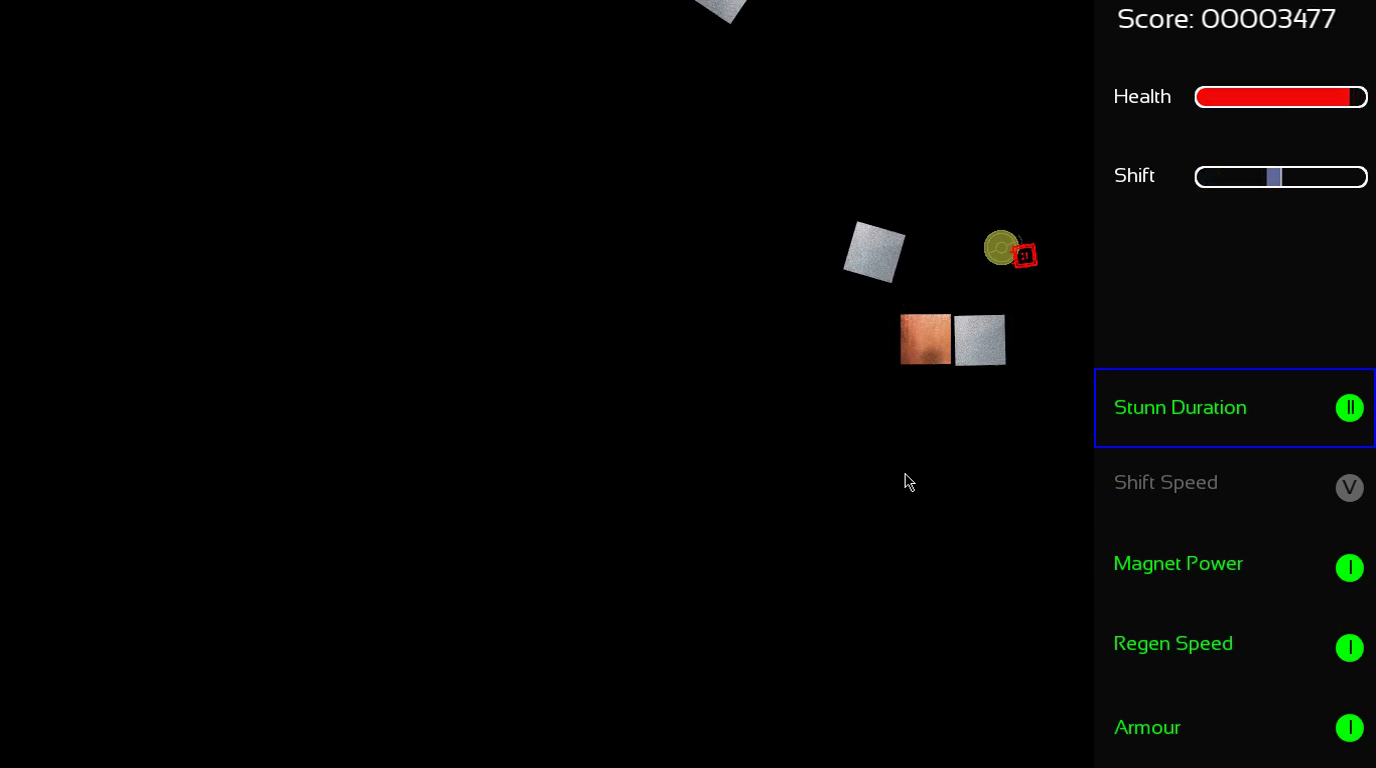 Score: 00003477
Health
Shift
Stunn Duration II
Shift Speed V
Magnet Power I
Regen Speed I
Armour I